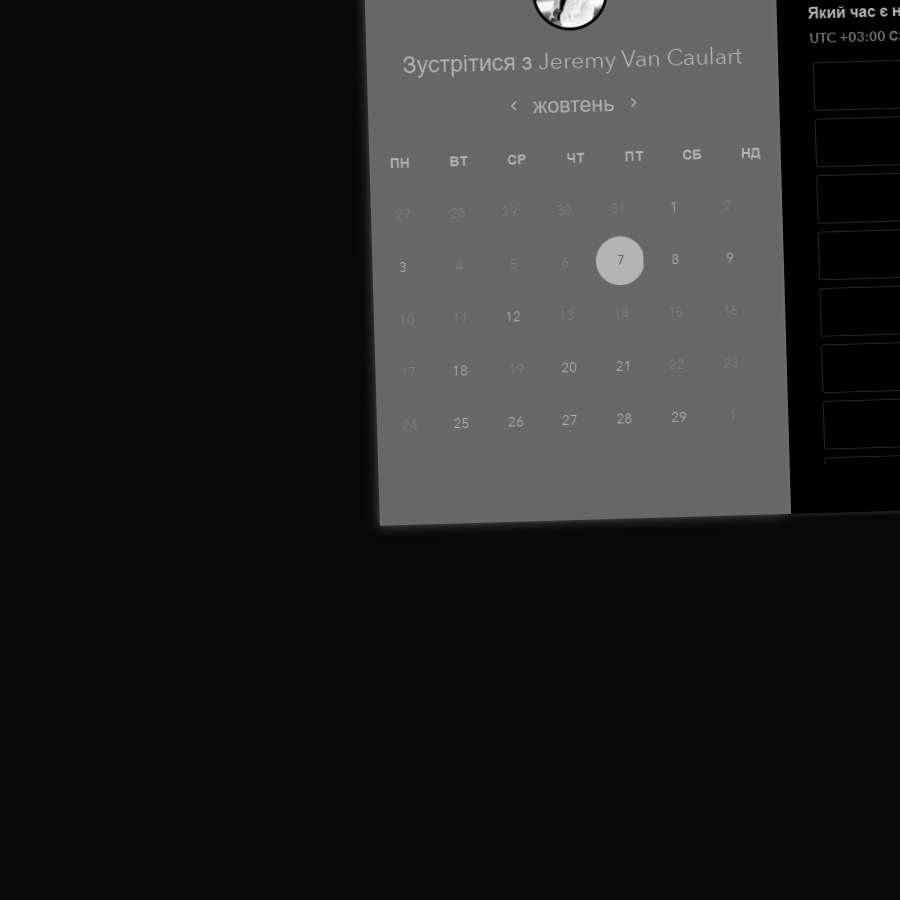 Зустрітися з Jeremy Van Caulart
‹ жовтень ›
ПН ВТ СР ЧТ ПТ СБ НД
27 28 29 30 31 1 2
3 4 5 6 7 8 9
10 11 12 13 14 15 16
17 18 19 20 21 22 23
24 25 26 27 28 29 1
Який час є
UTC +03:00